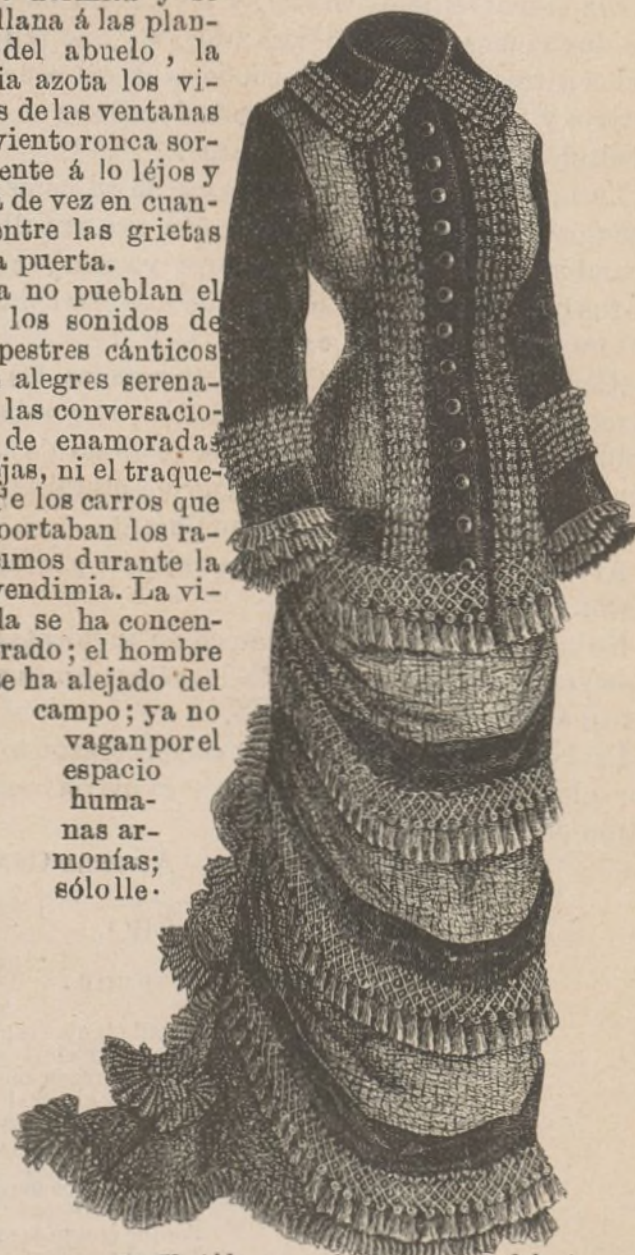 llana á las plan-
del abuelo, la
ia azota los vi-
s de las ventanas
viento ronca sor-
ente á lo léjos y
de vez en cuan-
entre las grietas
a puerta.
a no pueblan el
los sonidos de
pestres cánticos
alegres serena-
las conversacio-
de enamoradas
jas, ni el traque-
e los carros que
portaban los ra-
imos durante la
vendimia. La vi-
da se ha concen-
rado; el hombre
se ha alejado del
campo; ya no
vagan por el
espacio
huma-
nas ar-
monías;
sólo lle-